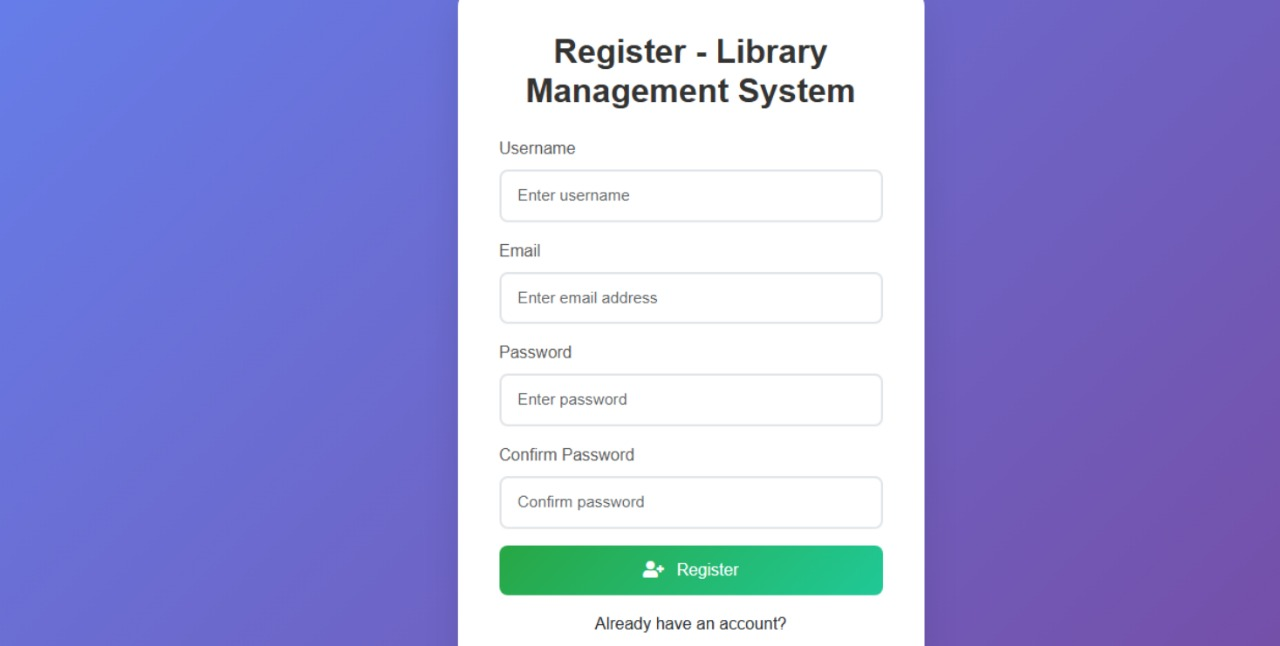 Register - Library
Management System
Username
Enter username
Email
Enter email address
Password
Enter password
Confirm Password
Confirm password
Register
Already have an account?